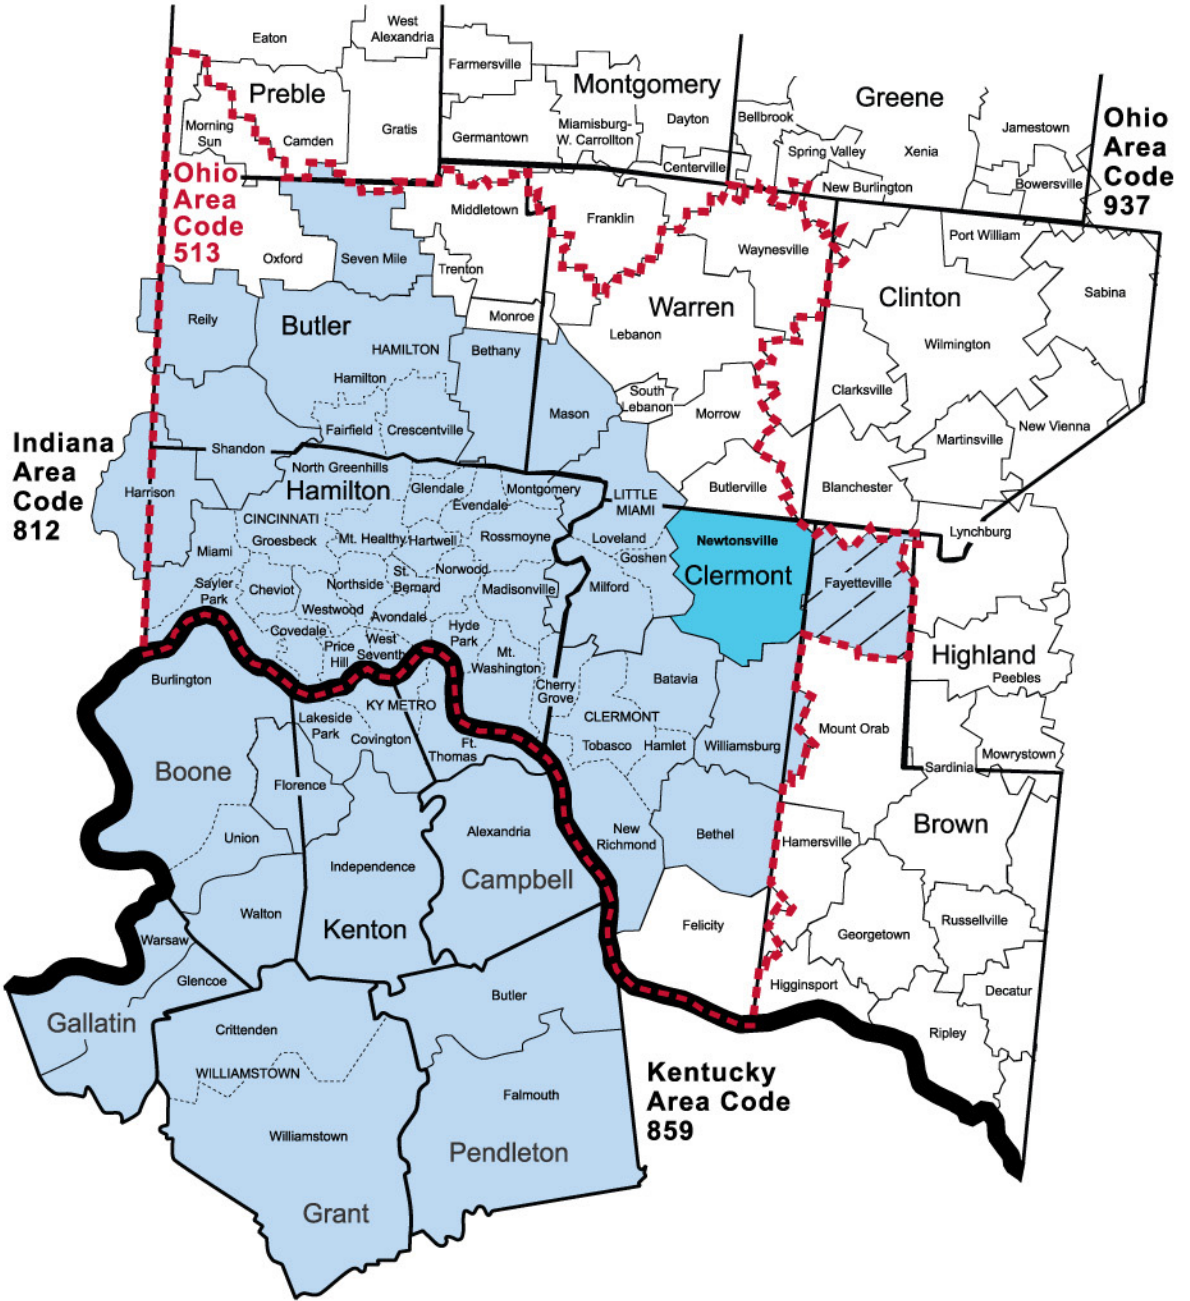 West
Alexandria
Eaton
Farmersville
Montgomery
Preble
Greene
Ohio
Area
Code
937
Morning
Sun
Camden
Gratis
Germantown
Miamisburg-
W. Carrollton
Dayton
Bellbrook
Jamestown
Spring Valley
Xenia
Centerville
Bowersville
New Burlington
Ohio
Area
Code
513
Middletown
Franklin
Port William
Waynesville
Oxford
Seven Mile
Trenton
Sabina
Clinton
Warren
Reily
Butler
Monroe
Lebanon
Wilmington
HAMILTON
Bethany
Hamilton
Clarksville
South
Lebanon
Mason
Morrow
Fairfield
Crescentville
New Vienna
Martinsville
Indiana
Area
Code
812
Shandon
North Greenhills
Harrison
Hamilton
Glendale
Montgomery
Butlerville
Blanchester
LITTLE
MIAMI
Evendale
CINCINNATI
Lynchburg
Groesbeck
Mt. Healthy
Hartwell
Rossmoyne
Loveland
Newtonsville
Miami
Goshen
Clermont
Fayetteville
Sayler
Park
Cheviot
Northside
St.
Bernard
Norwood
Madisonville
Milford
Westwood
Avondale
Covedale
Price
Hill
West
Seventh
Hyde
Park
Mt.
Washington
Highland
Peebles
Burlington
Cherry
Grove
Batavia
KY METRO
Lakeside
Park
CLERMONT
Mount Orab
Covington
Ft.
Thomas
Tobasco
Hamlet
Williamsburg
Mowrystown
Sardinia
Boone
Florence
Union
Alexandria
New
Richmond
Bethel
Hamersville
Brown
Independence
Campbell
Walton
Kenton
Felicity
Russellville
Georgetown
Warsaw
Glencoe
Higginsport
Decatur
Butler
Gallatin
Crittenden
Ripley
WILLIAMSTOWN
Kentucky
Area Code
859
Falmouth
Williamstown
Pendleton
Grant